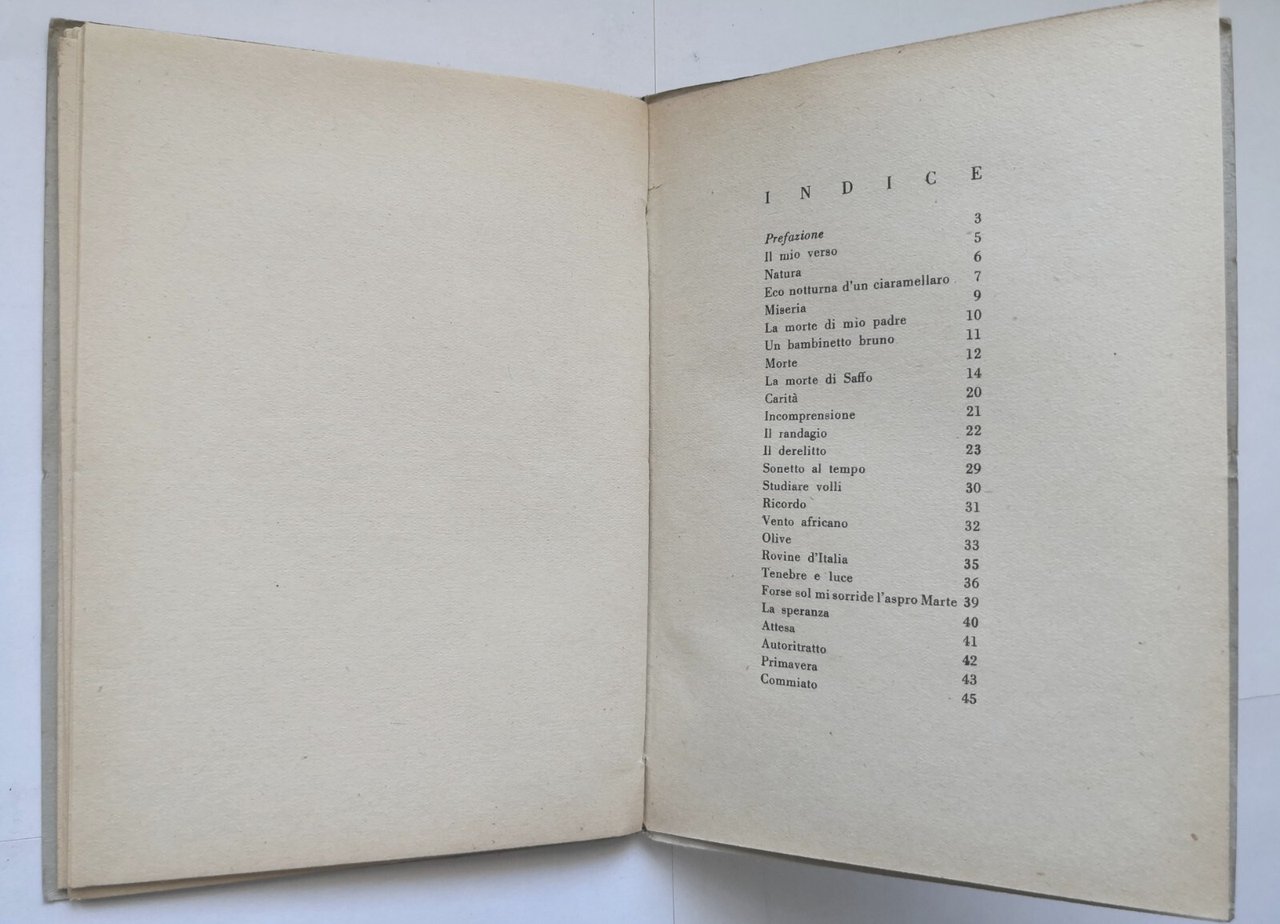 INDICE
Prefazione 3
Il mio verso 5
Natura 6
Eco notturna d'un ciaramellaro 7
Miseria 9
La morte di mio padre 10
Un bambinetto bruno 11
Morte 12
La morte di Saffo 14
Carità 20
Incomprensione 21
Il randagio 22
Il derelitto 23
Sonetto al tempo 29
Studiare volli 30
Ricordo 31
Vento africano 32
Olive 33
Rovine d'Italia 35
Tenebre e luce 36
Forse sol mi sorride l'aspro Marte 39
La speranza 40
Attesa 41
Autoritratto 42
Primavera 43
Commiato 45